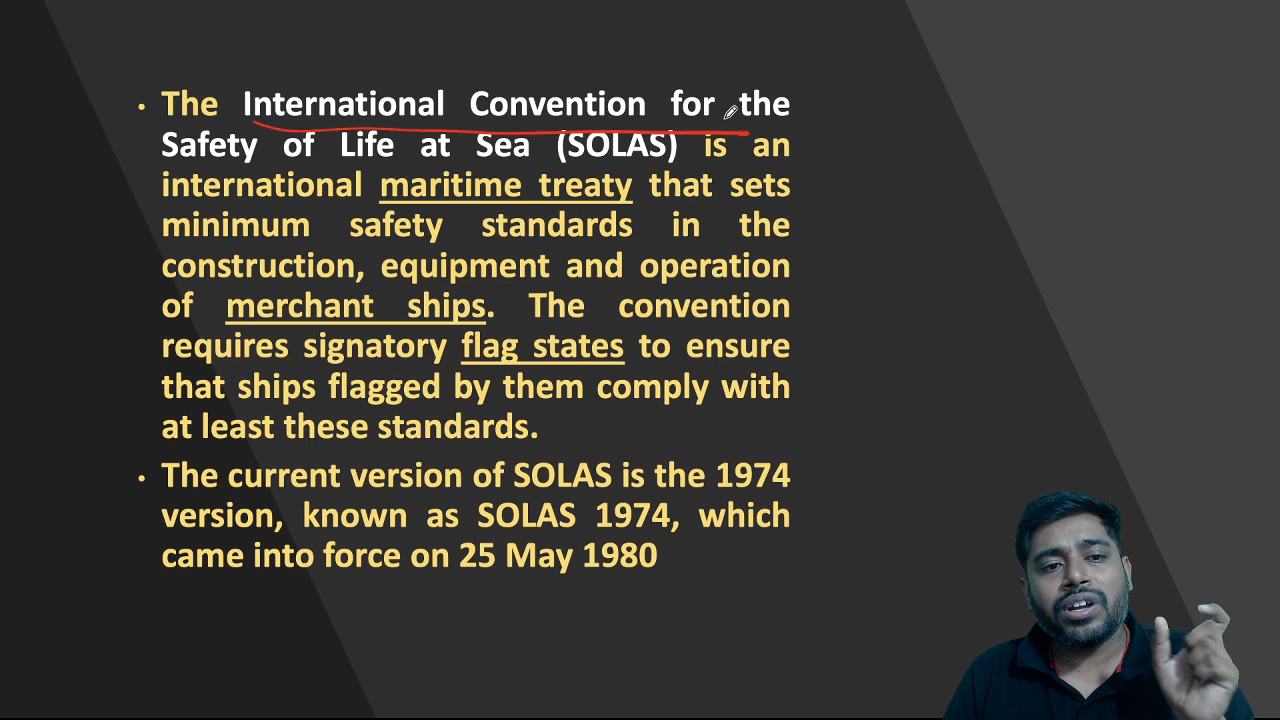 • The International Convention for the
Safety of Life at Sea (SOLAS) is an
international maritime treaty that sets
minimum safety standards in the
construction, equipment and operation
of merchant ships. The convention
requires signatory flag states to ensure
that ships flagged by them comply with
at least these standards.
• The current version of SOLAS is the 1974
version, known as SOLAS 1974, which
came into force on 25 May 1980